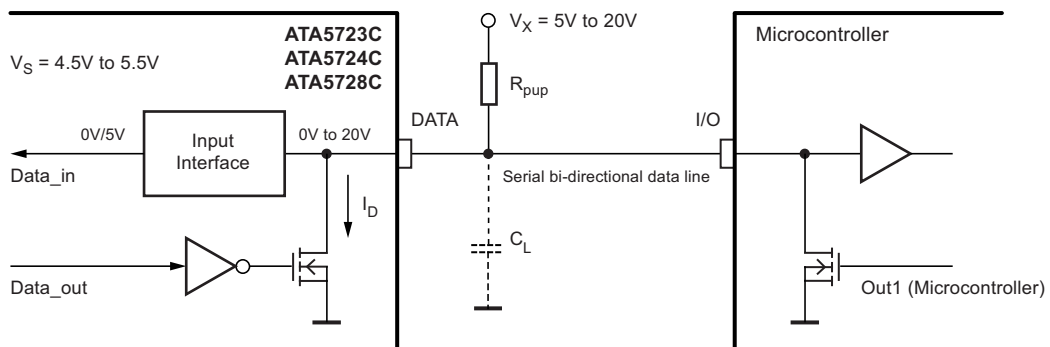 V_X = 5V to 20V
ATA5723C
ATA5724C
ATA5728C
V_S = 4.5V to 5.5V
Microcontroller
R_pup
0V/5V
Input
Interface
0V to 20V
DATA
I/O
Data_in
Serial bi-directional data line
I_D
C_L
Data_out
Out1 (Microcontroller)